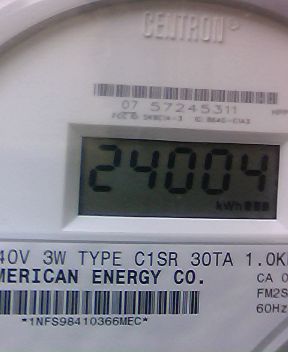 CENTRON®
07 57245311
24004
kWh
40V 3W TYPE C1SR 30TA 1.0K
MERICAN ENERGY CO.
CA 0
FM2S
60Hz
*1NFS98410366MEC*